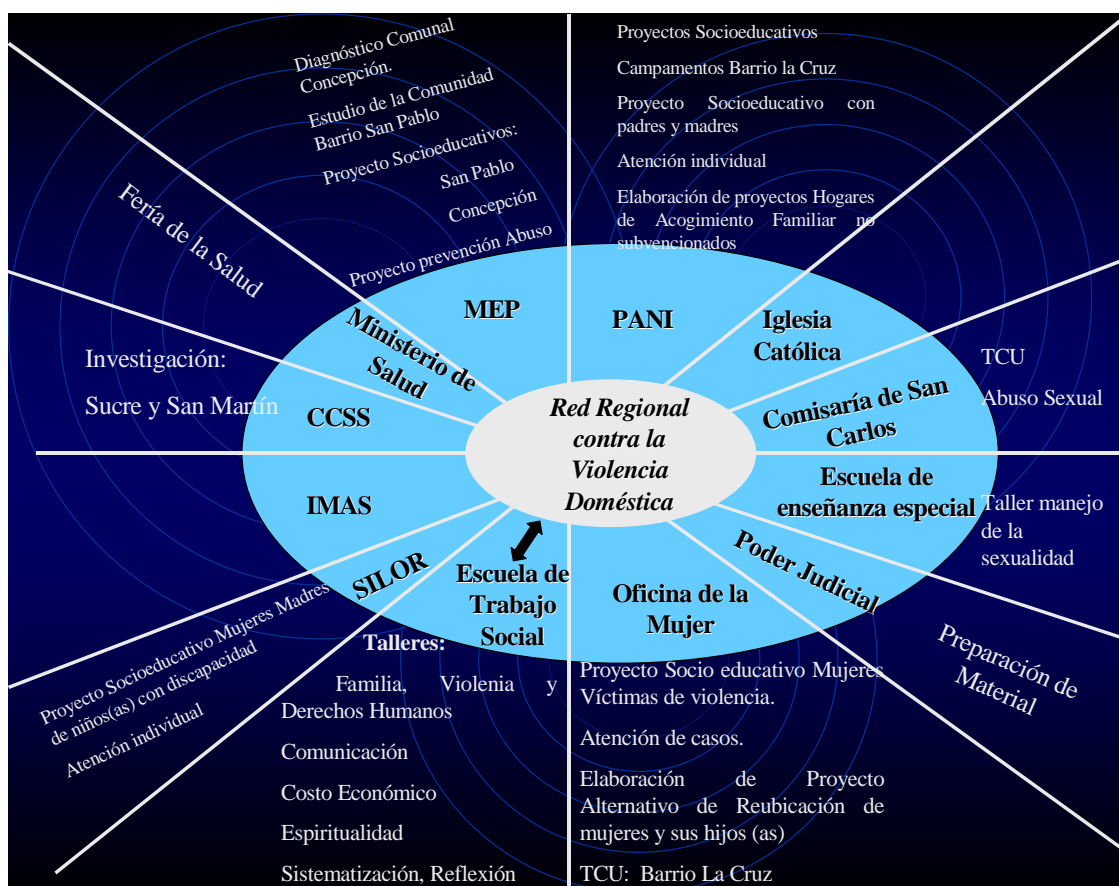 Diagnóstico Comunal
Concepción.
Estudio de la Comunidad
Barrio San Pablo
Proyecto Socioeducativos:
San Pablo
Concepción
Proyecto prevención Abuso
Proyectos Socioeducativos
Campamentos Barrio la Cruz
Proyecto Socioeducativo con
padres y madres
Atención individual
Elaboración de proyectos Hogares
de Acogimiento Familiar no
subvencionados
Fería de la Salud
Investigación:
Sucre y San Martín
MEP
PANI
Iglesia
Católica
Ministerio de
Salud
CCSS
Comisaría de San
Carlos
TCU
Abuso Sexual
Red Regional
contra la
Violencia
Doméstica
IMAS
Escuela de
enseñanza especial
Taller manejo
de la
sexualidad
SILOR
Escuela de
Trabajo
Social
Oficina de la
Mujer
Poder Judicial
Preparación de
Material
Proyecto Socioeducativo Mujeres Madres
de niños(as) con discapacidad
Atención individual
Talleres:
Familia, Violenia y
Derechos Humanos
Comunicación
Costo Económico
Espiritualidad
Sistematización, Reflexión
Proyecto Socio educativo Mujeres
Víctimas de violencia.
Atención de casos.
Elaboración de Proyecto
Alternativo de Reubicación de
mujeres y sus hijos (as)
TCU: Barrio La Cruz